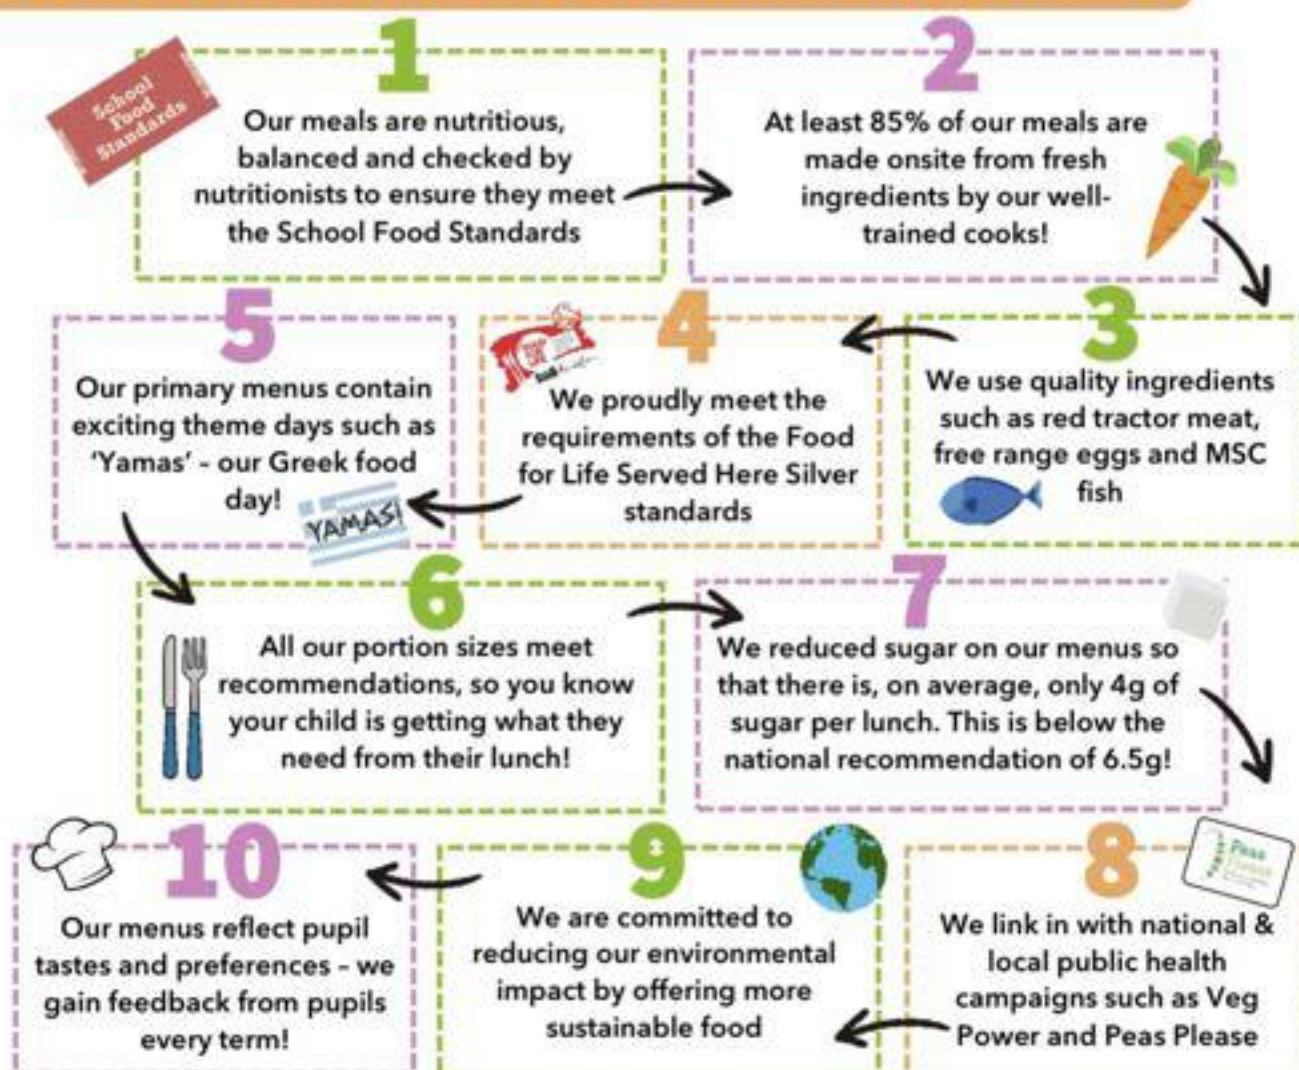 1
School
Food
Standards
Our meals are nutritious,
balanced and checked by
nutritionists to ensure they meet
the School Food Standards
2
At least 85% of our meals are
made onsite from fresh
ingredients by our well-
trained cooks!
3
We use quality ingredients
such as red tractor meat,
free range eggs and MSC
fish
4
We proudly meet the
requirements of the Food
for Life Served Here Silver
standards
5
Our primary menus contain
exciting theme days such as
'Yamas' - our Greek food
day!
YAMAS!
6
All our portion sizes meet
recommendations, so you know
your child is getting what they
need from their lunch!
7
We reduced sugar on our menus so
that there is, on average, only 4g of
sugar per lunch. This is below the
national recommendation of 6.5g!
8
Peas
Please
We link in with national &
local public health
campaigns such as Veg
Power and Peas Please
9
We are committed to
reducing our environmental
impact by offering more
sustainable food
10
Our menus reflect pupil
tastes and preferences - we
gain feedback from pupils
every term!